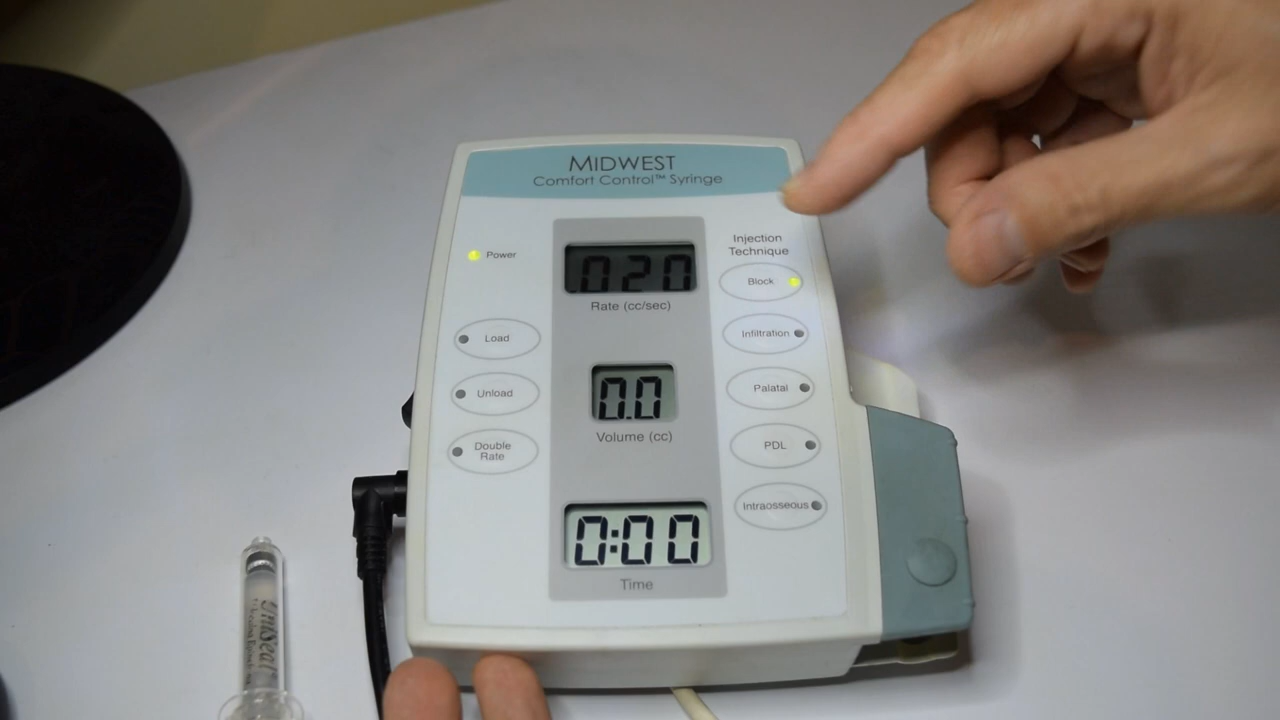 MIDWEST
Comfort Control™ Syringe
Power
.020
Rate (cc/sec)
Load
Unload
Double
Rate
0.0
Volume (cc)
0:00
Time
Injection
Technique
Block
Infiltration
Palatal
PDL
Intraosseous
UniSeal